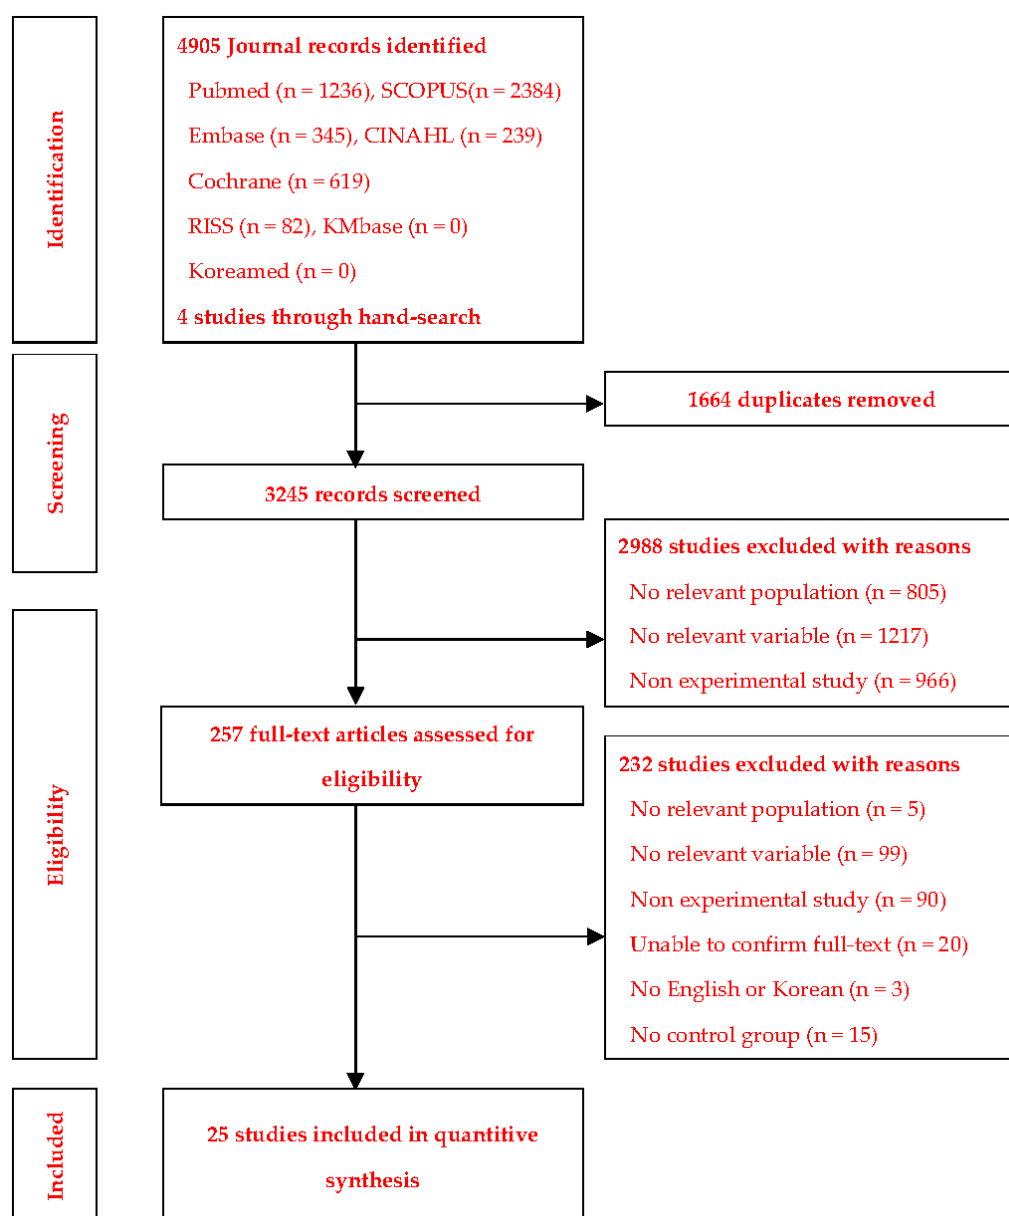 Identification
4905 Journal records identified
Pubmed (n = 1236), SCOPUS(n = 2384)
Embase (n = 345), CINAHL (n = 239)
Cochrane (n = 619)
RISS (n = 82), KMbase (n = 0)
Koreamed (n = 0)
4 studies through hand-search
Screening
1664 duplicates removed
3245 records screened
2988 studies excluded with reasons
No relevant population (n = 805)
No relevant variable (n = 1217)
Non experimental study (n = 966)
Eligibility
257 full-text articles assessed for
eligibility
232 studies excluded with reasons
No relevant population (n = 5)
No relevant variable (n = 99)
Non experimental study (n = 90)
Unable to confirm full-text (n = 20)
No English or Korean (n = 3)
No control group (n = 15)
Included
25 studies included in quantitive
synthesis